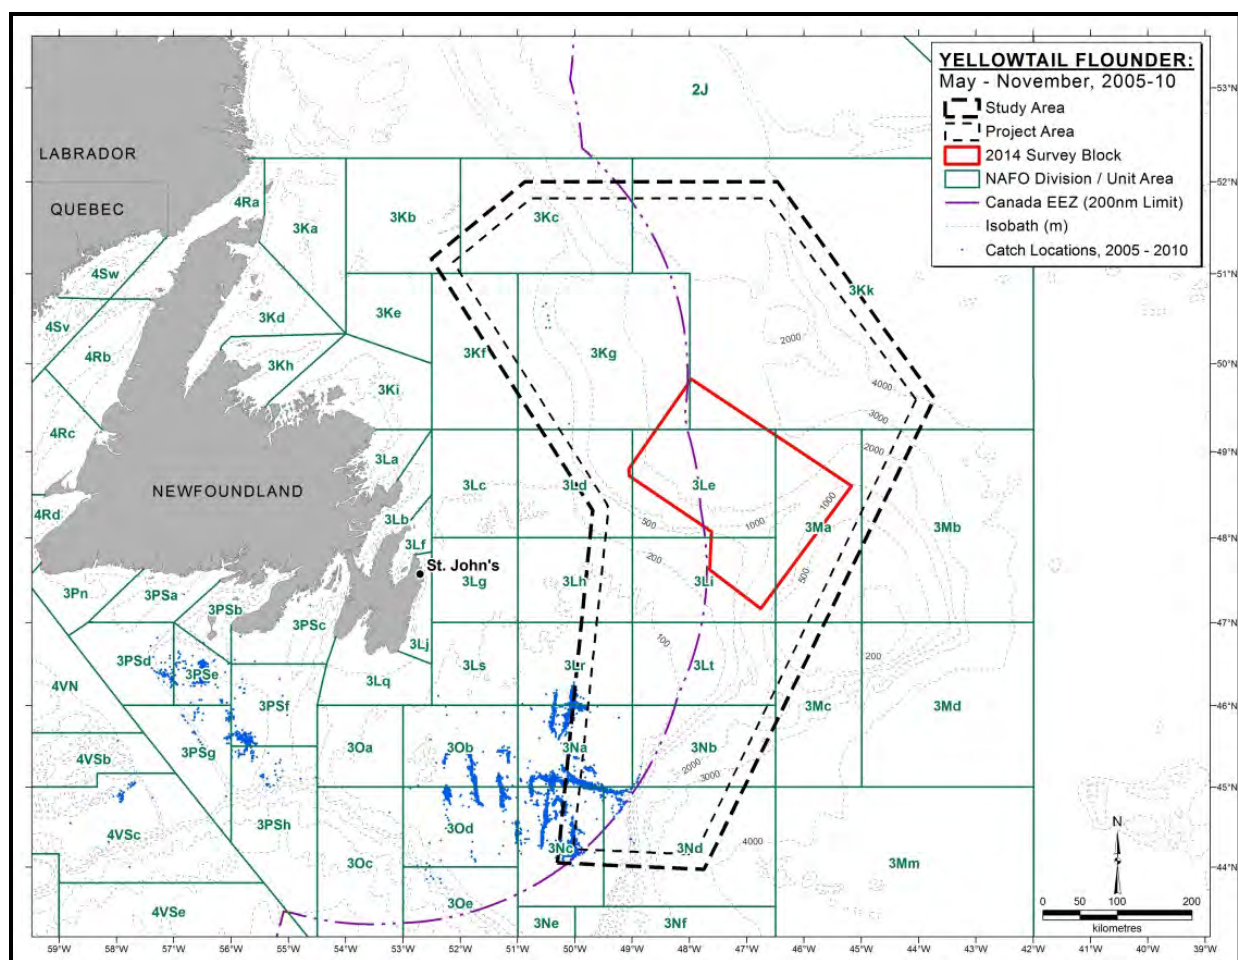 YELLOWTAIL FLOUNDER:
May - November, 2005-10
Study Area
Project Area
2014 Survey Block
NAFO Division / Unit Area
Canada EEZ (200nm Limit)
Isobath (m)
Catch Locations, 2005 - 2010
2J
53°N
LABRADOR
QUEBEC
52°N
4Ra
3Ka
3Kb
3Kc
4Sw
51°N
3Kk
4Sv
3Kd
3Ke
2000
4Rb
3Kh
3Kf
3Kg
50°N
3Ki
4000
3000
4Rc
2000
49°N
3La
NEWFOUNDLAND
3Lc
3Ld
3Le
1000
4Rd
3Lb
500
1000
3Ma
3Mb
48°N
3Lf
St. John's
200
3Lg
3Lh
3Li
500
3Pn
3PSa
3PSb
3PSc
47°N
3Lj
100
3PSd
3PSe
3Ls
3Lr
3Lt
200
4VN
3Lq
3PSf
3Mc
3Md
46°N
3PSg
3Oa
3Ob
3Na
3Nb
4VSb
2000
3000
45°N
3PSh
3Od
4VSc
3Oc
3Nc
3Nd
4000
3Mm
N
44°N
4VSe
3Oe
3Ne
3Nf
0 50 100 200
kilometres
59°W 58°W 57°W 56°W 55°W 54°W 53°W 52°W 51°W 50°W 49°W 48°W 47°W 46°W 45°W 44°W 43°W 42°W 41°W 40°W 39°W